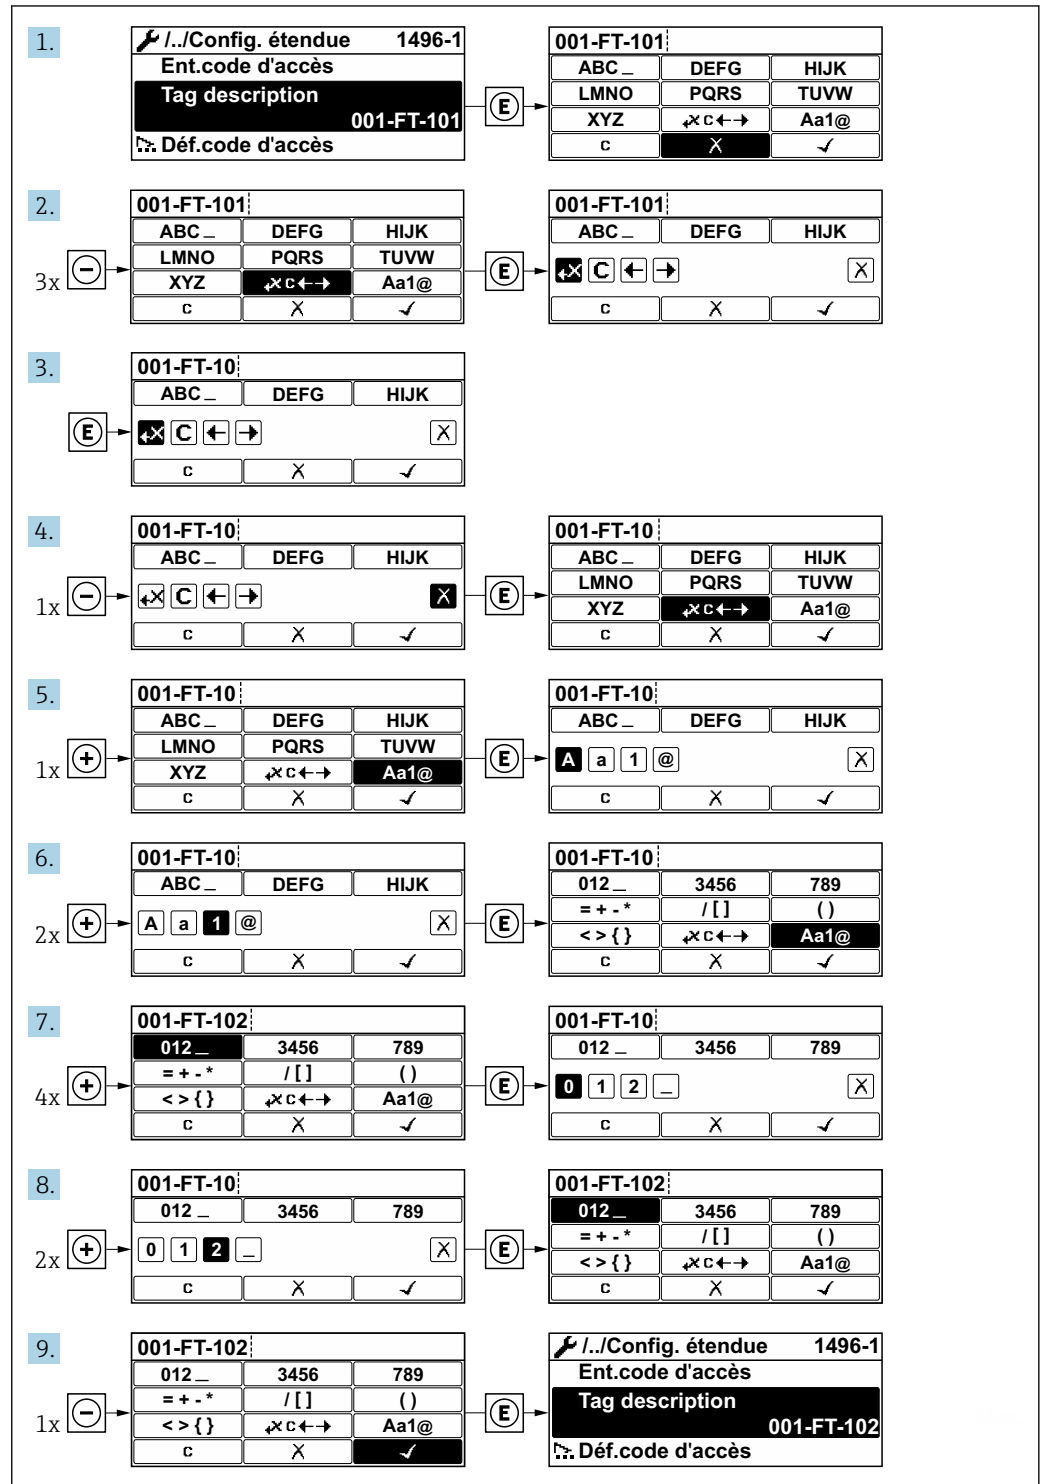 1.
/../Config. étendue 1496-1
Ent.code d'accès
Tag description
001-FT-101
Déf.code d'accès
E
001-FT-101
ABC_ DEFG HIJK
LMNO PQRS TUVW
XYZ C←→ Aa1@
C X ✓
2.
3x −
001-FT-101
ABC_ DEFG HIJK
LMNO PQRS TUVW
XYZ C←→ Aa1@
C X ✓
E
001-FT-101
ABC_ DEFG HIJK
C ← → X
C X ✓
3.
E
001-FT-10
ABC_ DEFG HIJK
C ← → X
C X ✓
4.
1x −
001-FT-10
ABC_ DEFG HIJK
C ← → X
C X ✓
E
001-FT-10
ABC_ DEFG HIJK
LMNO PQRS TUVW
XYZ C←→ Aa1@
C X ✓
5.
1x +
001-FT-10
ABC_ DEFG HIJK
LMNO PQRS TUVW
XYZ C←→ Aa1@
C X ✓
E
001-FT-10
ABC_ DEFG HIJK
A a 1 @ X
C X ✓
6.
2x +
001-FT-10
ABC_ DEFG HIJK
A a 1 @ X
C X ✓
E
001-FT-10
012_ 3456 789
=+-* /[] ()
<>{} C←→ Aa1@
C X ✓
7.
4x +
001-FT-102
012_ 3456 789
=+-* /[] ()
<>{} C←→ Aa1@
C X ✓
E
001-FT-10
012_ 3456 789
0 1 2 _ X
C X ✓
8.
2x +
001-FT-10
012_ 3456 789
0 1 2 _ X
C X ✓
E
001-FT-102
012_ 3456 789
=+-* /[] ()
<>{} C←→ Aa1@
C X ✓
9.
1x −
001-FT-102
012_ 3456 789
=+-* /[] ()
<>{} C←→ Aa1@
C X ✓
E
/../Config. étendue 1496-1
Ent.code d'accès
Tag description
001-FT-102
Déf.code d'accès